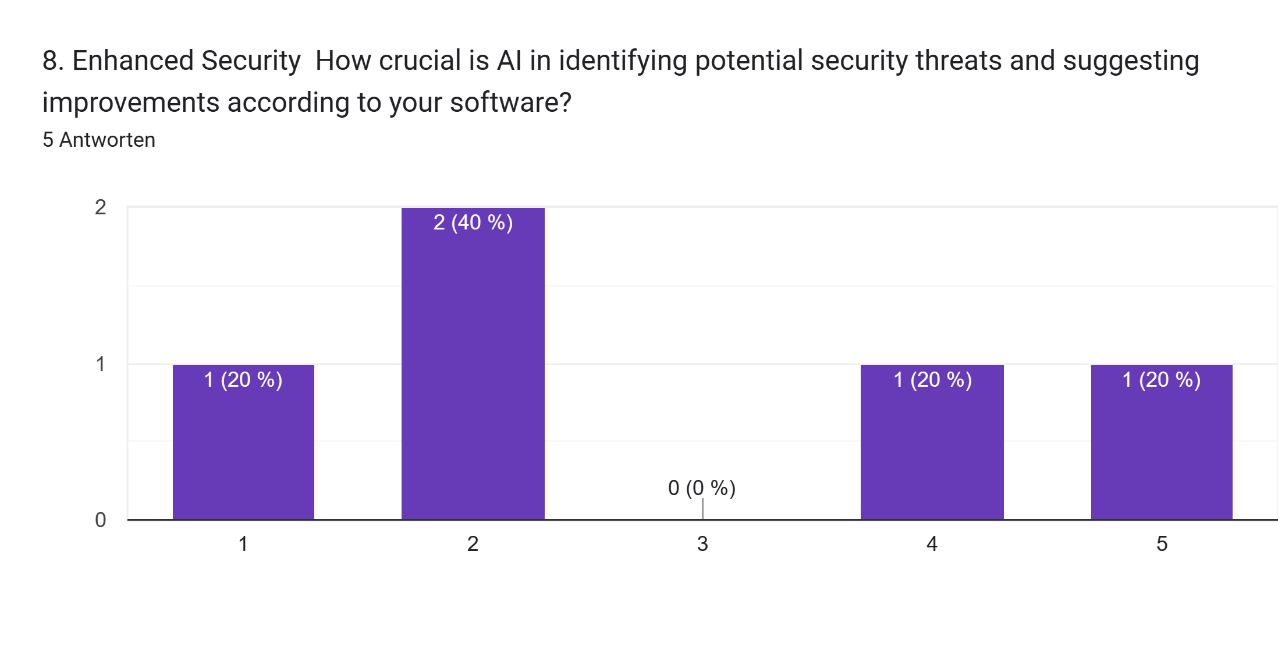 8. Enhanced Security  How crucial is AI in identifying potential security threats and suggesting
improvements according to your software?
5 Antworten
2
2 (40 %)
1
1 (20 %)
1 (20 %)
1 (20 %)
0 (0 %)
0
1
2
3
4
5